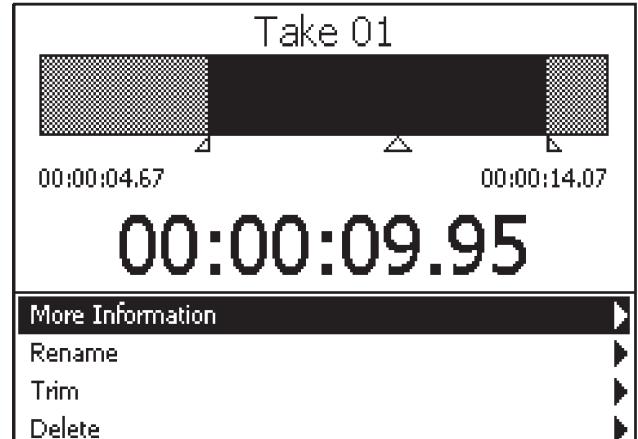 Take 01
00:00:04.67 00:00:14.07
00:00:09.95
More Information
Rename
Trim
Delete